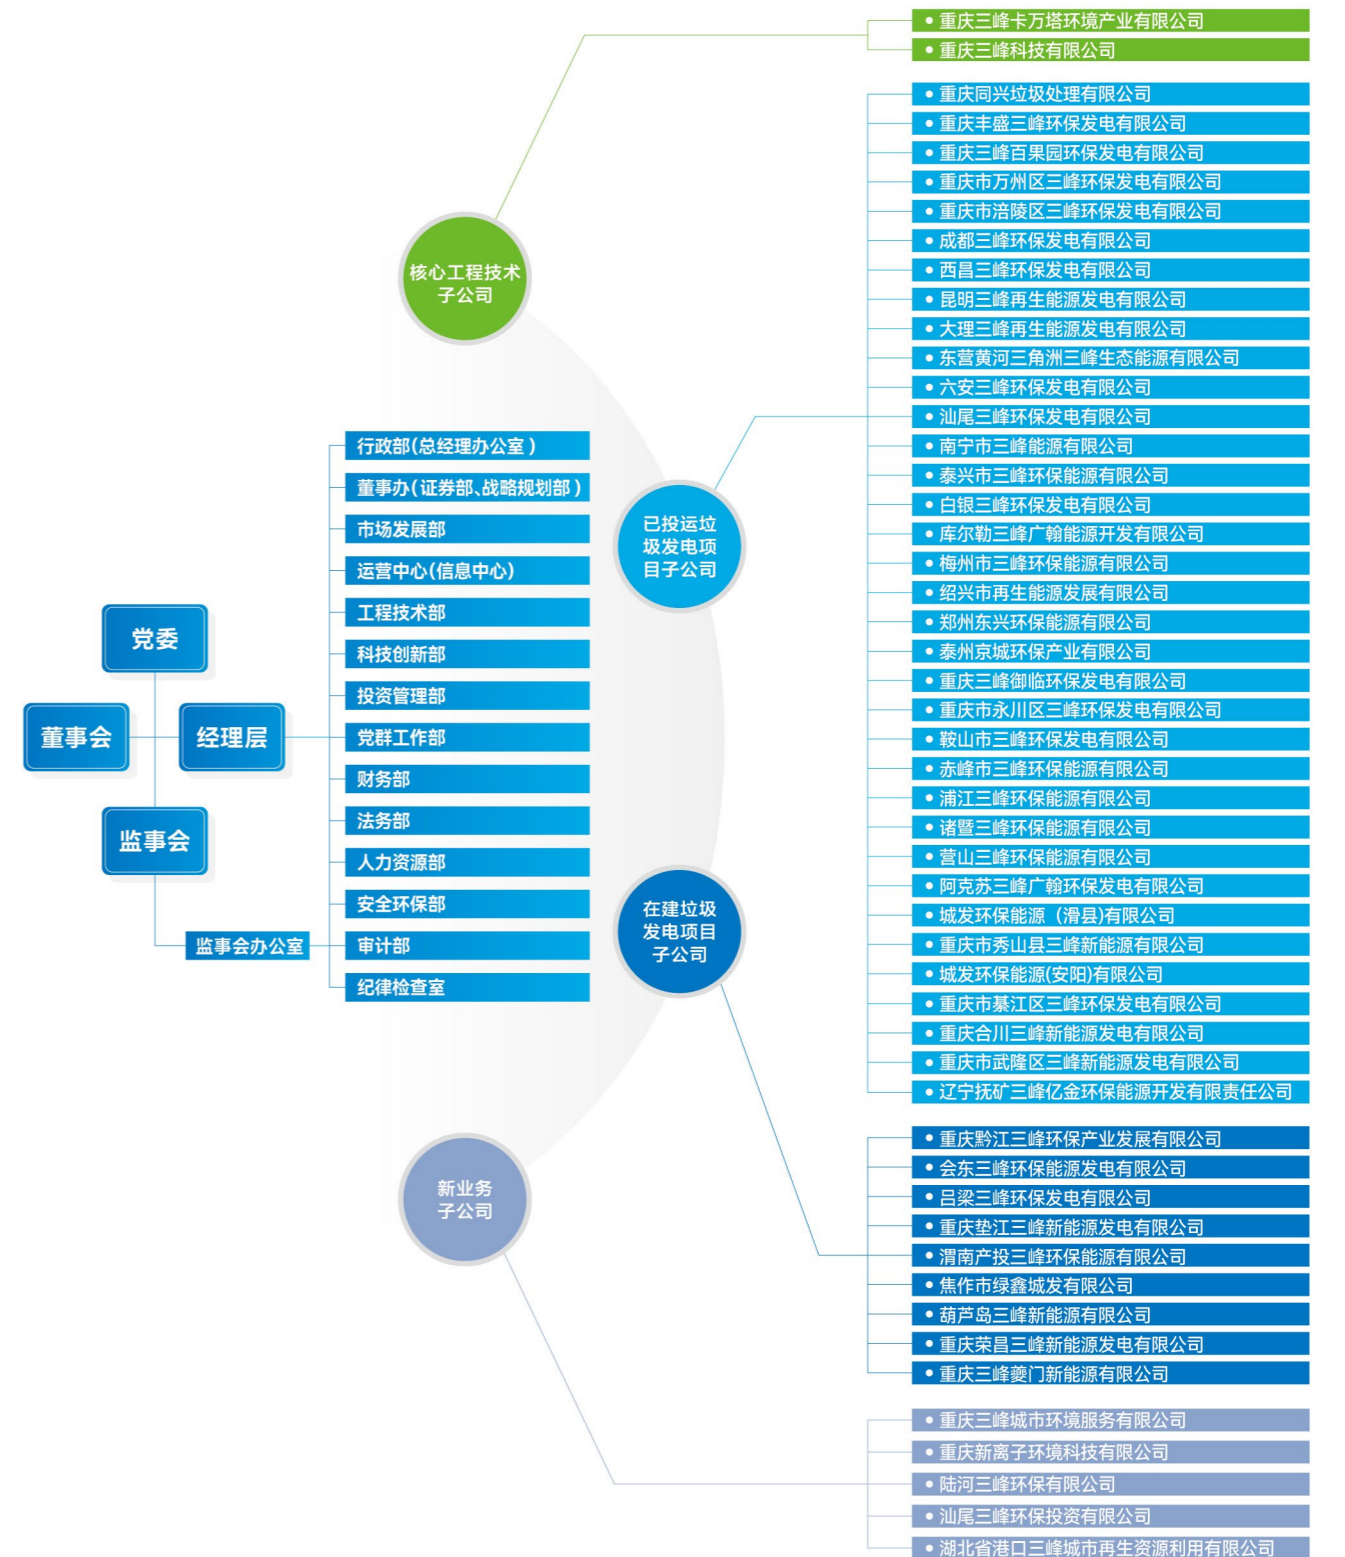 党委
董事会
经理层
监事会
监事会办公室
行政部(总经理办公室)
董事办(证券部、战略规划部)
市场发展部
运营中心(信息中心)
工程技术部
科技创新部
投资管理部
党群工作部
财务部
法务部
人力资源部
安全环保部
审计部
纪律检查室
核心工程技术
子公司
• 重庆三峰卡万塔环境产业有限公司
• 重庆三峰科技有限公司
已投运垃
圾发电项
目子公司
• 重庆同兴垃圾处理有限公司
• 重庆丰盛三峰环保发电有限公司
• 重庆三峰百果园环保发电有限公司
• 重庆市万州区三峰环保发电有限公司
• 重庆市涪陵区三峰环保发电有限公司
• 成都三峰环保发电有限公司
• 西昌三峰环保发电有限公司
• 昆明三峰再生能源发电有限公司
• 大理三峰再生能源发电有限公司
• 东营黄河三角洲三峰生态能源有限公司
• 六安三峰环保发电有限公司
• 汕尾三峰环保发电有限公司
• 南宁市三峰能源有限公司
• 泰兴市三峰环保能源有限公司
• 白银三峰环保发电有限公司
• 库尔勒三峰广翰能源开发有限公司
• 梅州市三峰环保能源有限公司
• 绍兴市再生能源发展有限公司
• 郑州东兴环保能源有限公司
• 泰州京城环保产业有限公司
• 重庆三峰御临环保发电有限公司
• 重庆市永川区三峰环保发电有限公司
• 鞍山市三峰环保发电有限公司
• 赤峰市三峰环保能源有限公司
• 浦江三峰环保能源有限公司
• 诸暨三峰环保能源有限公司
• 营山三峰环保能源有限公司
• 阿克苏三峰广翰环保发电有限公司
• 城发环保能源（滑县)有限公司
• 重庆市秀山县三峰新能源有限公司
• 城发环保能源(安阳)有限公司
• 重庆市綦江区三峰环保发电有限公司
• 重庆合川三峰新能源发电有限公司
• 重庆市武隆区三峰新能源发电有限公司
• 辽宁抚矿三峰亿金环保能源开发有限责任公司
在建垃圾
发电项目
子公司
• 重庆黔江三峰环保产业发展有限公司
• 会东三峰环保能源发电有限公司
• 吕梁三峰环保发电有限公司
• 重庆垫江三峰新能源发电有限公司
• 渭南产投三峰环保能源有限公司
• 焦作市绿鑫城发有限公司
• 葫芦岛三峰新能源有限公司
• 重庆荣昌三峰新能源发电有限公司
• 重庆三峰夔门新能源有限公司
新业务
子公司
• 重庆三峰城市环境服务有限公司
• 重庆新离子环境科技有限公司
• 陆河三峰环保有限公司
• 汕尾三峰环保投资有限公司
• 湖北省港口三峰城市再生资源利用有限公司